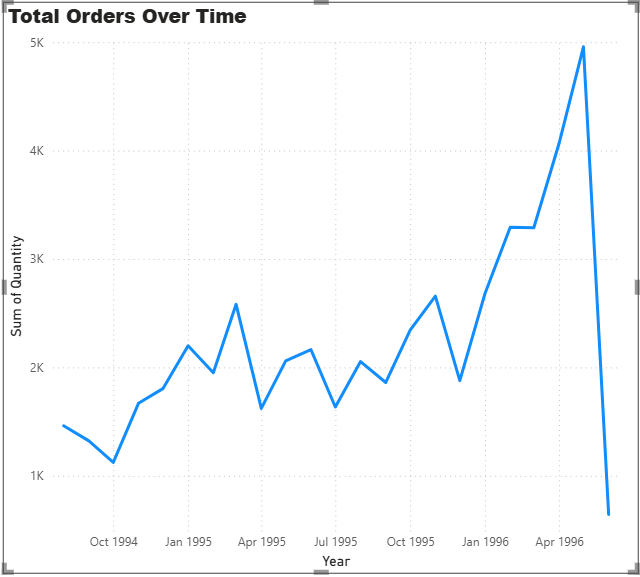 Total Orders Over Time
5K
4K
3K
2K
1K
Sum of Quantity
Oct 1994 Jan 1995 Apr 1995 Jul 1995 Oct 1995 Jan 1996 Apr 1996
Year